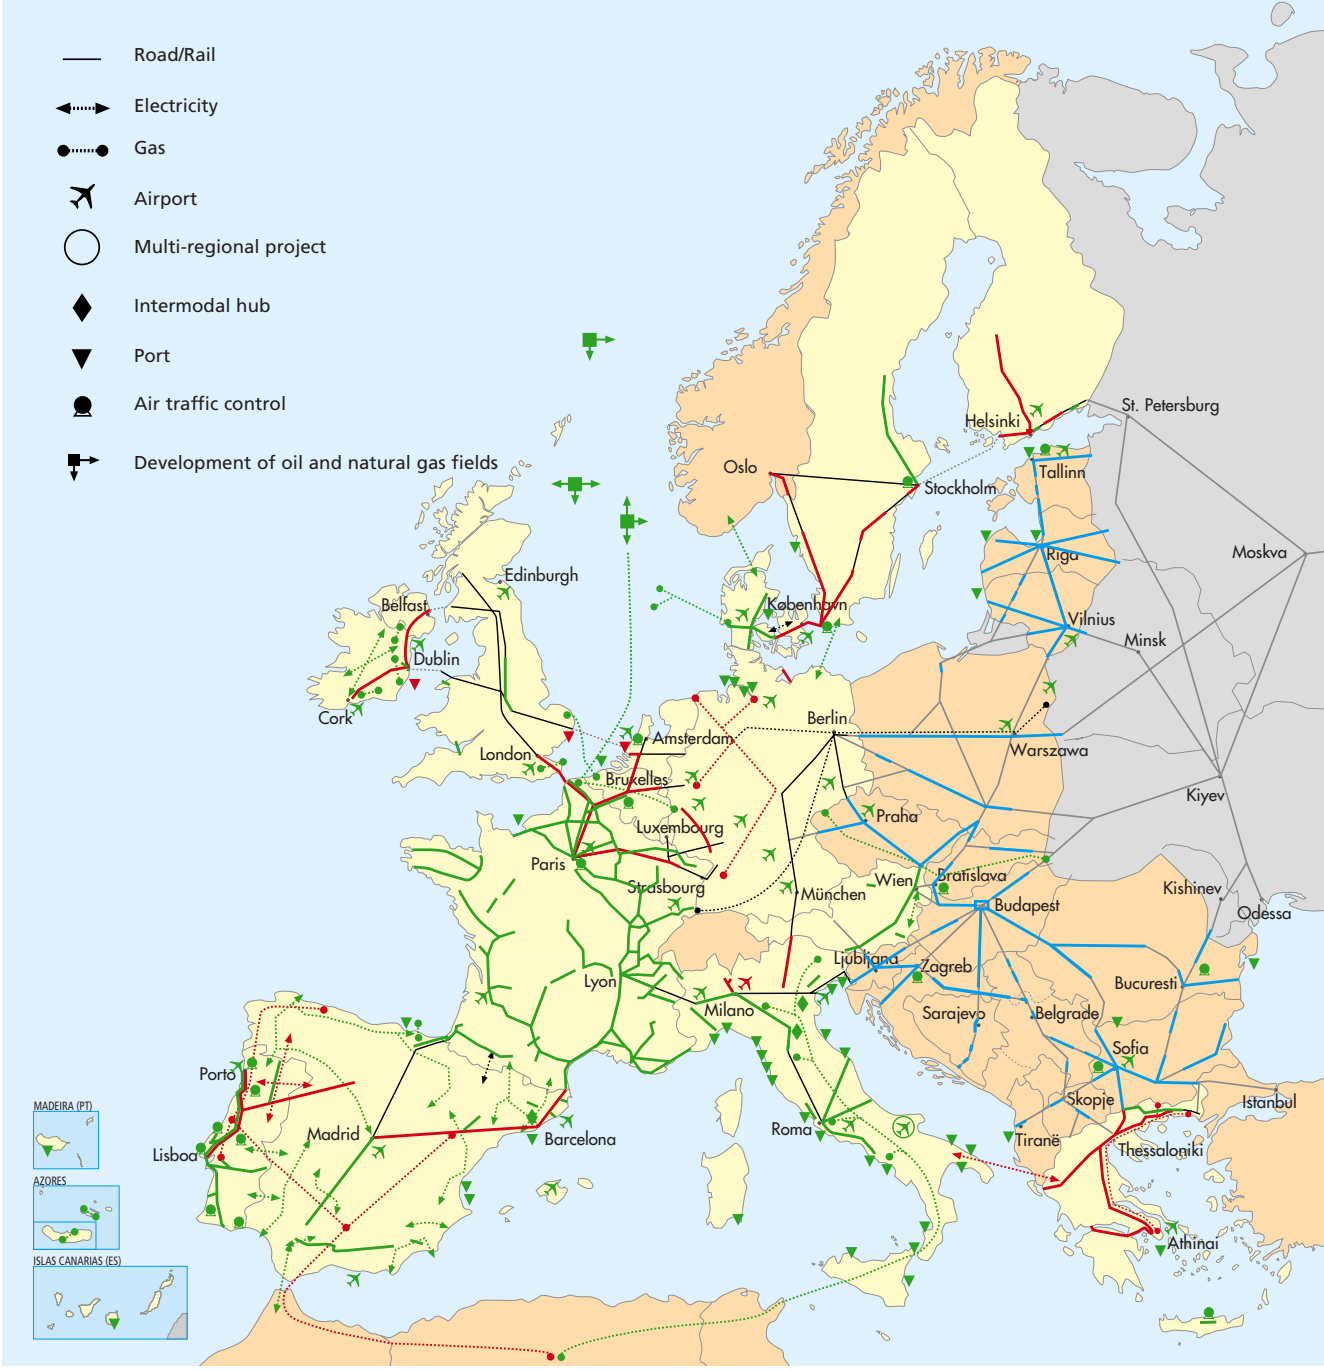 Road/Rail
Electricity
Gas
Airport
Multi-regional project
Intermodal hub
Port
Air traffic control
Development of oil and natural gas fields
St. Petersburg
Helsinki
Oslo
Tallinn
Stockholm
Moskva
Riga
Edinburgh
Belfast
København
Vilnius
Minsk
Dublin
Cork
Berlin
Amsterdam
Warszawa
London
Bruxelles
Kiyev
Praha
Luxembourg
Paris
Strasbourg
Wien
Bratislava
München
Kishinev
Budapest
Odessa
Ljubljana
Zagreb
Lyon
Bucuresti
Milano
Sarajevo
Belgrade
Sofia
Porto
Skopje
Istanbul
MADEIRA (PT)
Madrid
Roma
Barcelona
Tiranë
Lisboa
Thessaloniki
AZORES
Athinai
ISLAS CANARIAS (ES)